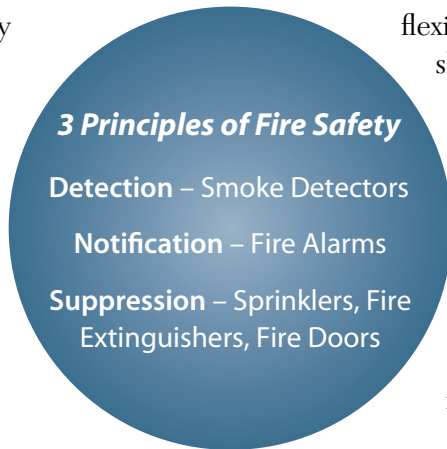 3 Principles of Fire Safety
Detection – Smoke Detectors
Notification – Fire Alarms
Suppression – Sprinklers, Fire
Extinguishers, Fire Doors